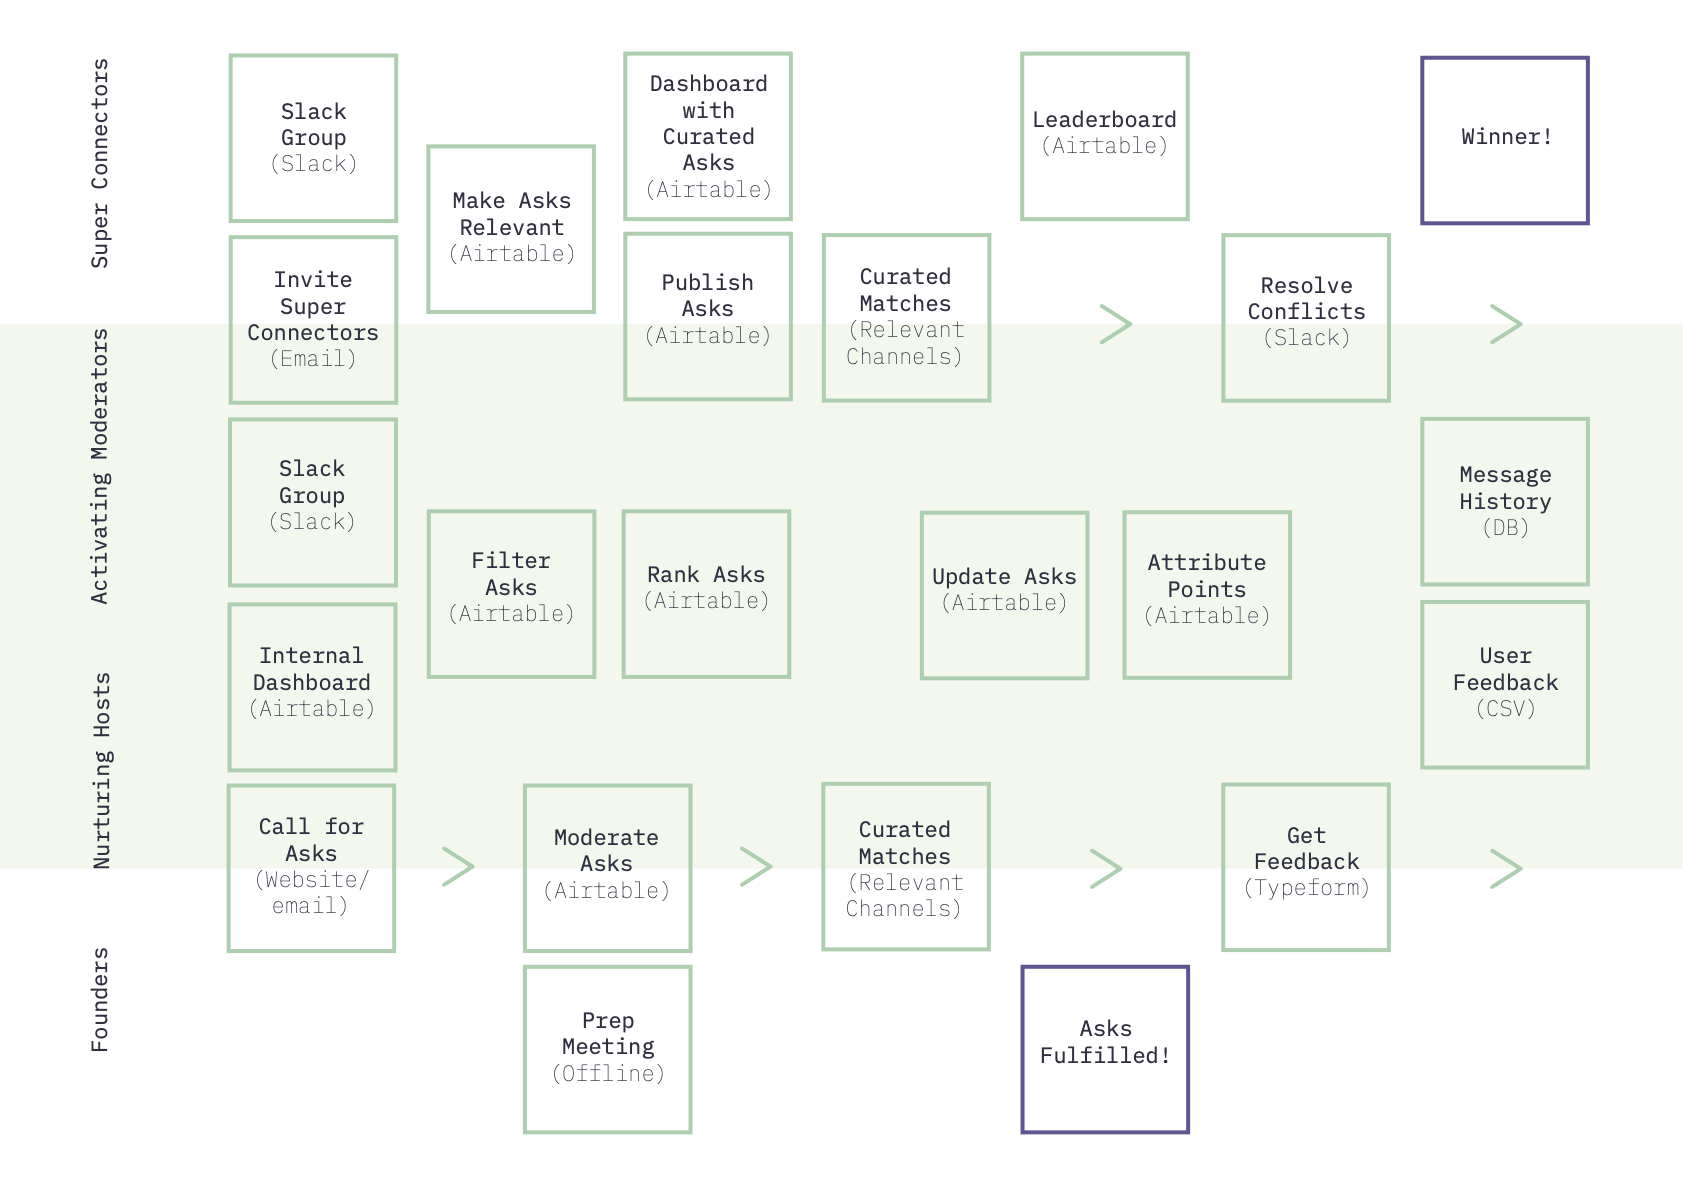 Super Connectors
Activating Moderators
Nurturing Hosts
Founders
Slack
Group
(Slack)
Invite
Super
Connectors
(Email)
Slack
Group
(Slack)
Internal
Dashboard
(Airtable)
Call for
Asks
(Website/
email)
Make Asks
Relevant
(Airtable)
Filter
Asks
(Airtable)
Dashboard
with
Curated
Asks
(Airtable)
Publish
Asks
(Airtable)
Rank Asks
(Airtable)
Moderate
Asks
(Airtable)
Prep
Meeting
(Offline)
Curated
Matches
(Relevant
Channels)
Curated
Matches
(Relevant
Channels)
Leaderboard
(Airtable)
Update Asks
(Airtable)
Asks
Fulfilled!
Attribute
Points
(Airtable)
Resolve
Conflicts
(Slack)
Get
Feedback
(Typeform)
Winner!
Message
History
(DB)
User
Feedback
(CSV)